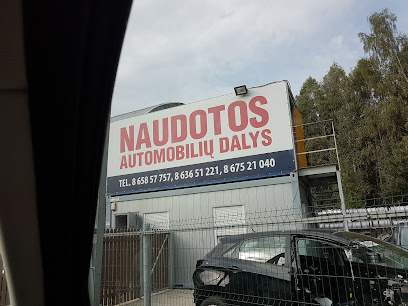 NAUDOTOS
AUTOMOBILIŲ DALYS
TEL. 8 658 57 757, 8 636 51 221, 8 675 21 040